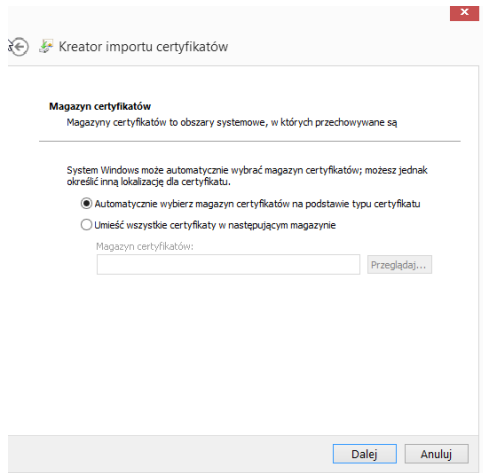 Kreator importu certyfikatów
Magazyn certyfikatów
Magazyny certyfikatów to obszary systemowe, w których przechowywane są
System Windows może automatycznie wybrać magazyn certyfikatów; możesz jednak
określić inną lokalizację dla certyfikatu.
Automatycznie wybierz magazyn certyfikatów na podstawie typu certyfikatu
Umieść wszystkie certyfikaty w następującym magazynie
Magazyn certyfikatów:
Przeglądaj...
Dalej
Anuluj